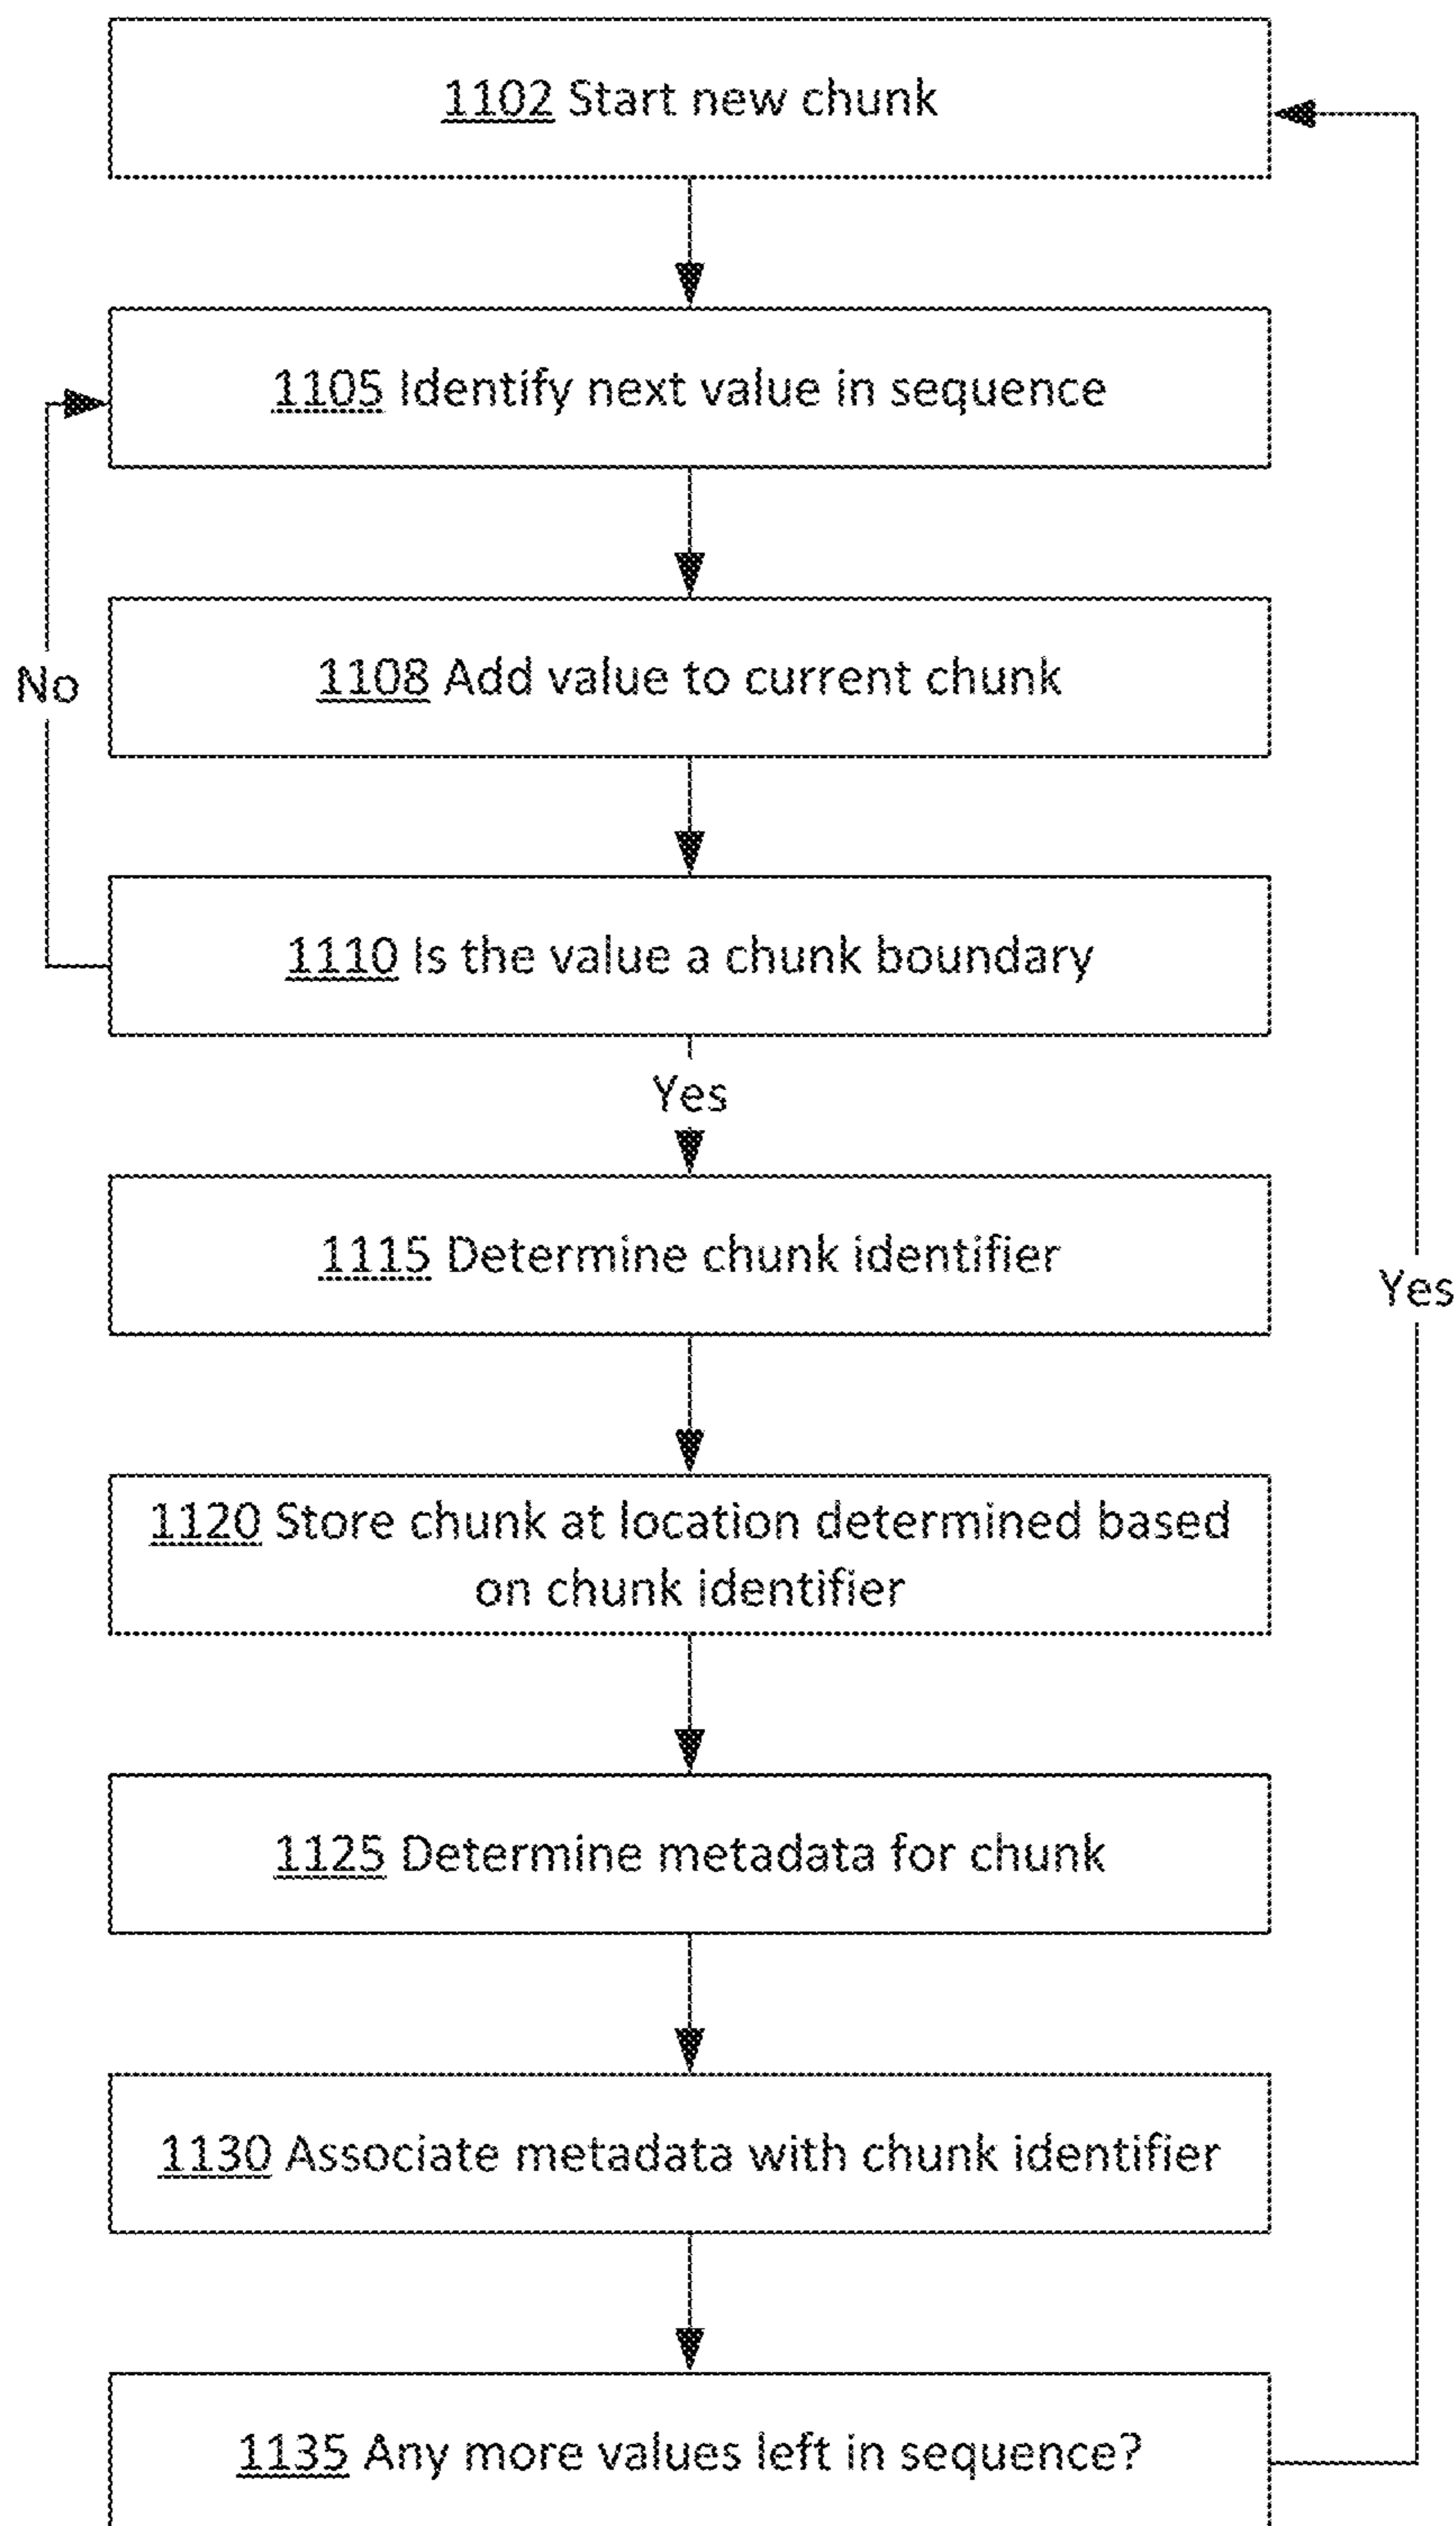 1102 Start new chunk
1105 Identify next value in sequence
1108 Add value to current chunk
No
1110 Is the value a chunk boundary
Yes
1115 Determine chunk identifier
Yes
1120 Store chunk at location determined based
on chunk identifier
1125 Determine metadata for chunk
1130 Associate metadata with chunk identifier
1135 Any more values left in sequence?